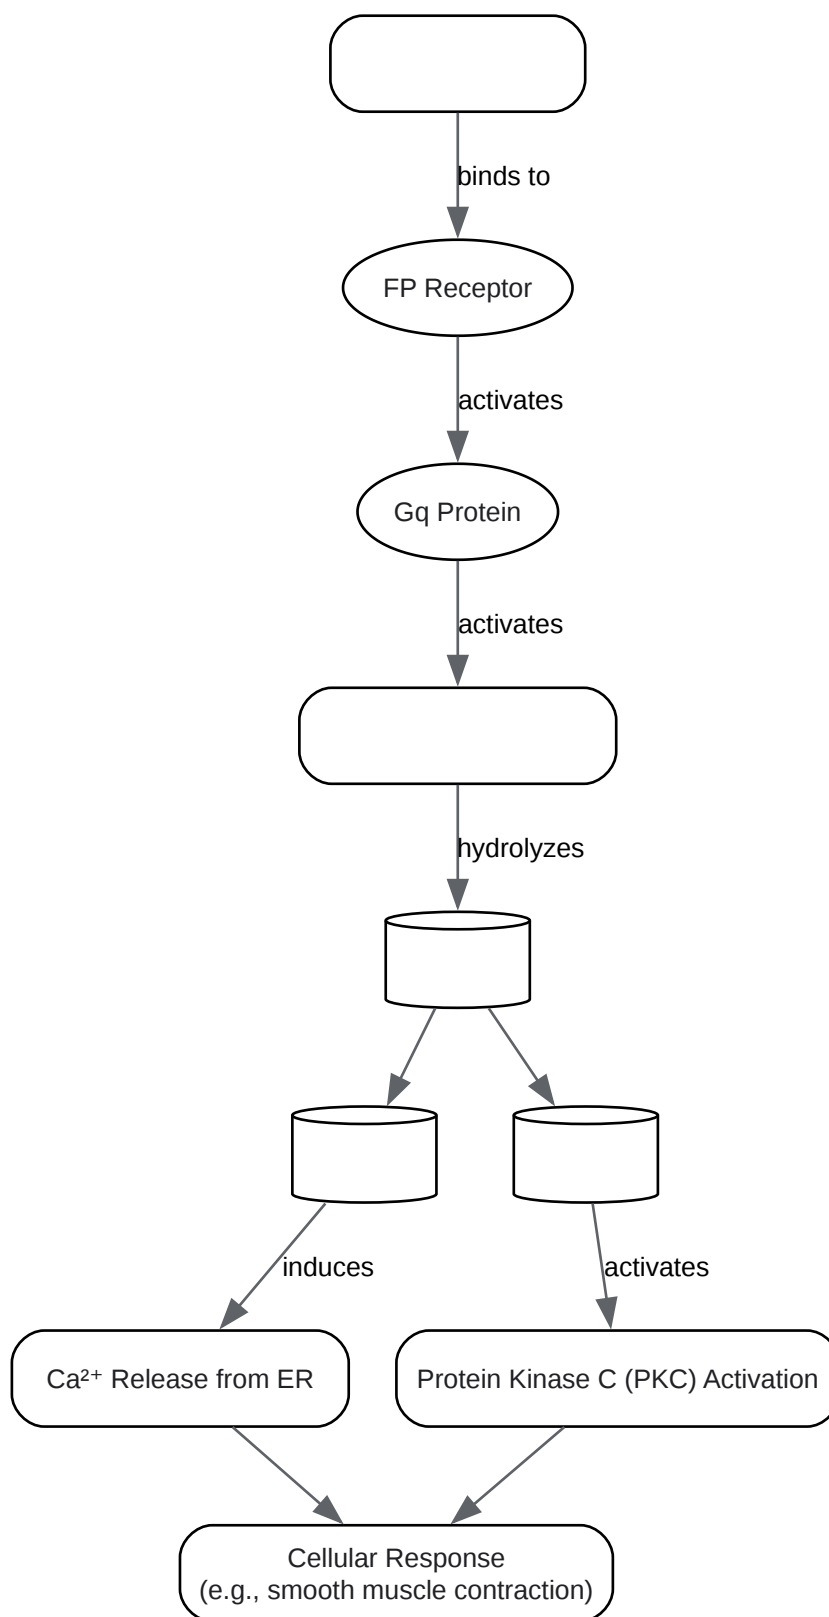 binds to
FP Receptor
activates
Gq Protein
activates
hydrolyzes
induces
activates
Ca²⁺ Release from ER
Protein Kinase C (PKC) Activation
Cellular Response
(e.g., smooth muscle contraction)